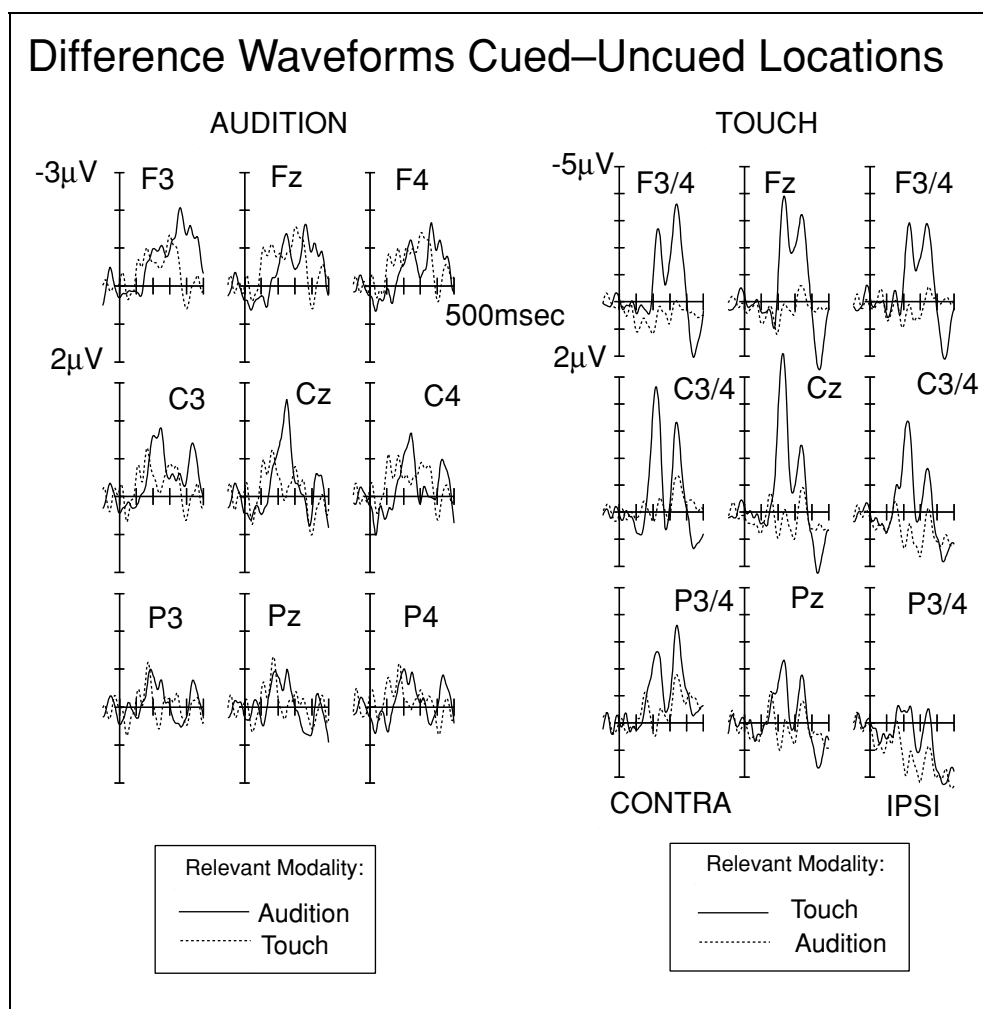 Difference Waveforms Cued–Uncued Locations
AUDITION
-3µV
F3
Fz
F4
500msec
2µV
C3
Cz
C4
P3
Pz
P4
Relevant Modality:
Audition
Touch
TOUCH
-5µV
F3/4
Fz
F3/4
2µV
C3/4
Cz
C3/4
P3/4
Pz
P3/4
CONTRA
IPSI
Relevant Modality:
Touch
Audition